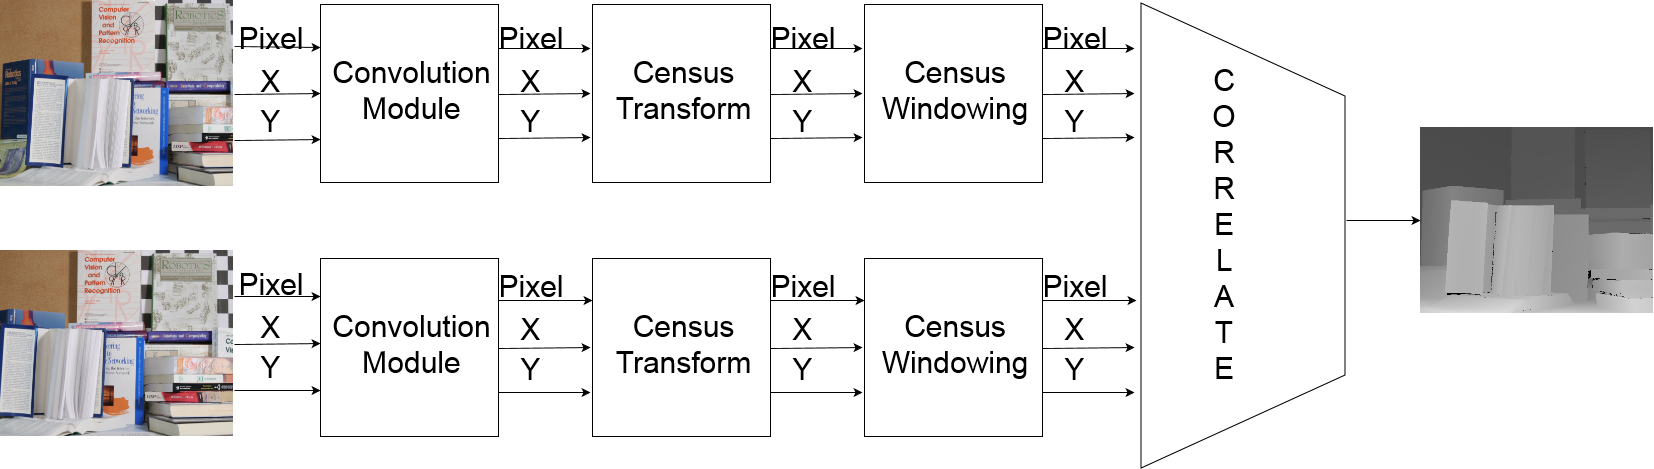 Computer
Vision
and
Pattern
Recognition
ROBOTICS
Pixel
X
Y
Convolution
Module
Pixel
X
Y
Census
Transform
Pixel
X
Y
Census
Windowing
Pixel
X
Y
CORRELATE
Computer
Vision
and
Pattern
Recognition
ROBOTICS
Pixel
X
Y
Convolution
Module
Pixel
X
Y
Census
Transform
Pixel
X
Y
Census
Windowing
Pixel
X
Y